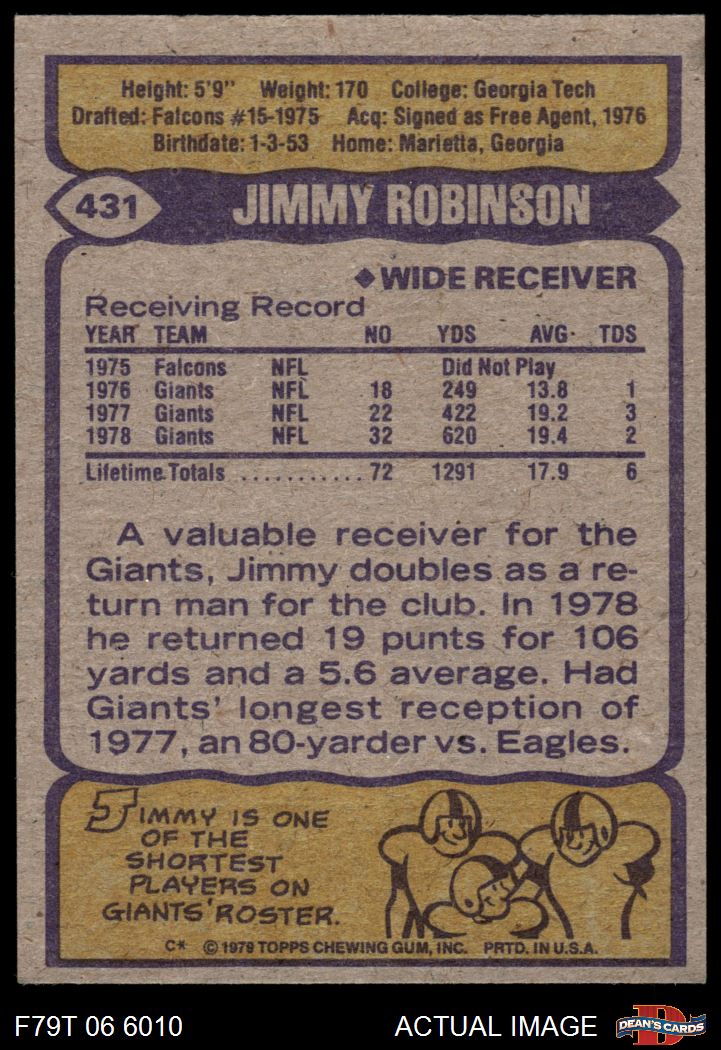 Height: 5'9" Weight: 170 College: Georgia Tech
Drafted: Falcons #15-1975 Acq: Signed as Free Agent, 1976
Birthdate: 1-3-53 Home: Marietta, Georgia
431 JIMMY ROBINSON
◆WIDE RECEIVER
Receiving Record
YEAR TEAM NO YDS AVG. TDS
1975 Falcons NFL Did Not Play
1976 Giants NFL 18 249 13.8 1
1977 Giants NFL 22 422 19.2 3
1978 Giants NFL 32 620 19.4 2
Lifetime Totals ........... 72 1291 17.9 6
A valuable receiver for the
Giants, Jimmy doubles as a re-
turn man for the club. In 1978
he returned 19 punts for 106
yards and a 5.6 average. Had
Giants' longest reception of
1977, an 80-yarder vs. Eagles.
JIMMY IS ONE
OF THE
SHORTEST
PLAYERS ON
GIANTS' ROSTER.
C* © 1979 TOPPS CHEWING GUM, INC. PRTD. IN U.S.A.
F79T 06 6010 ACTUAL IMAGE D DEAN'S CARDS